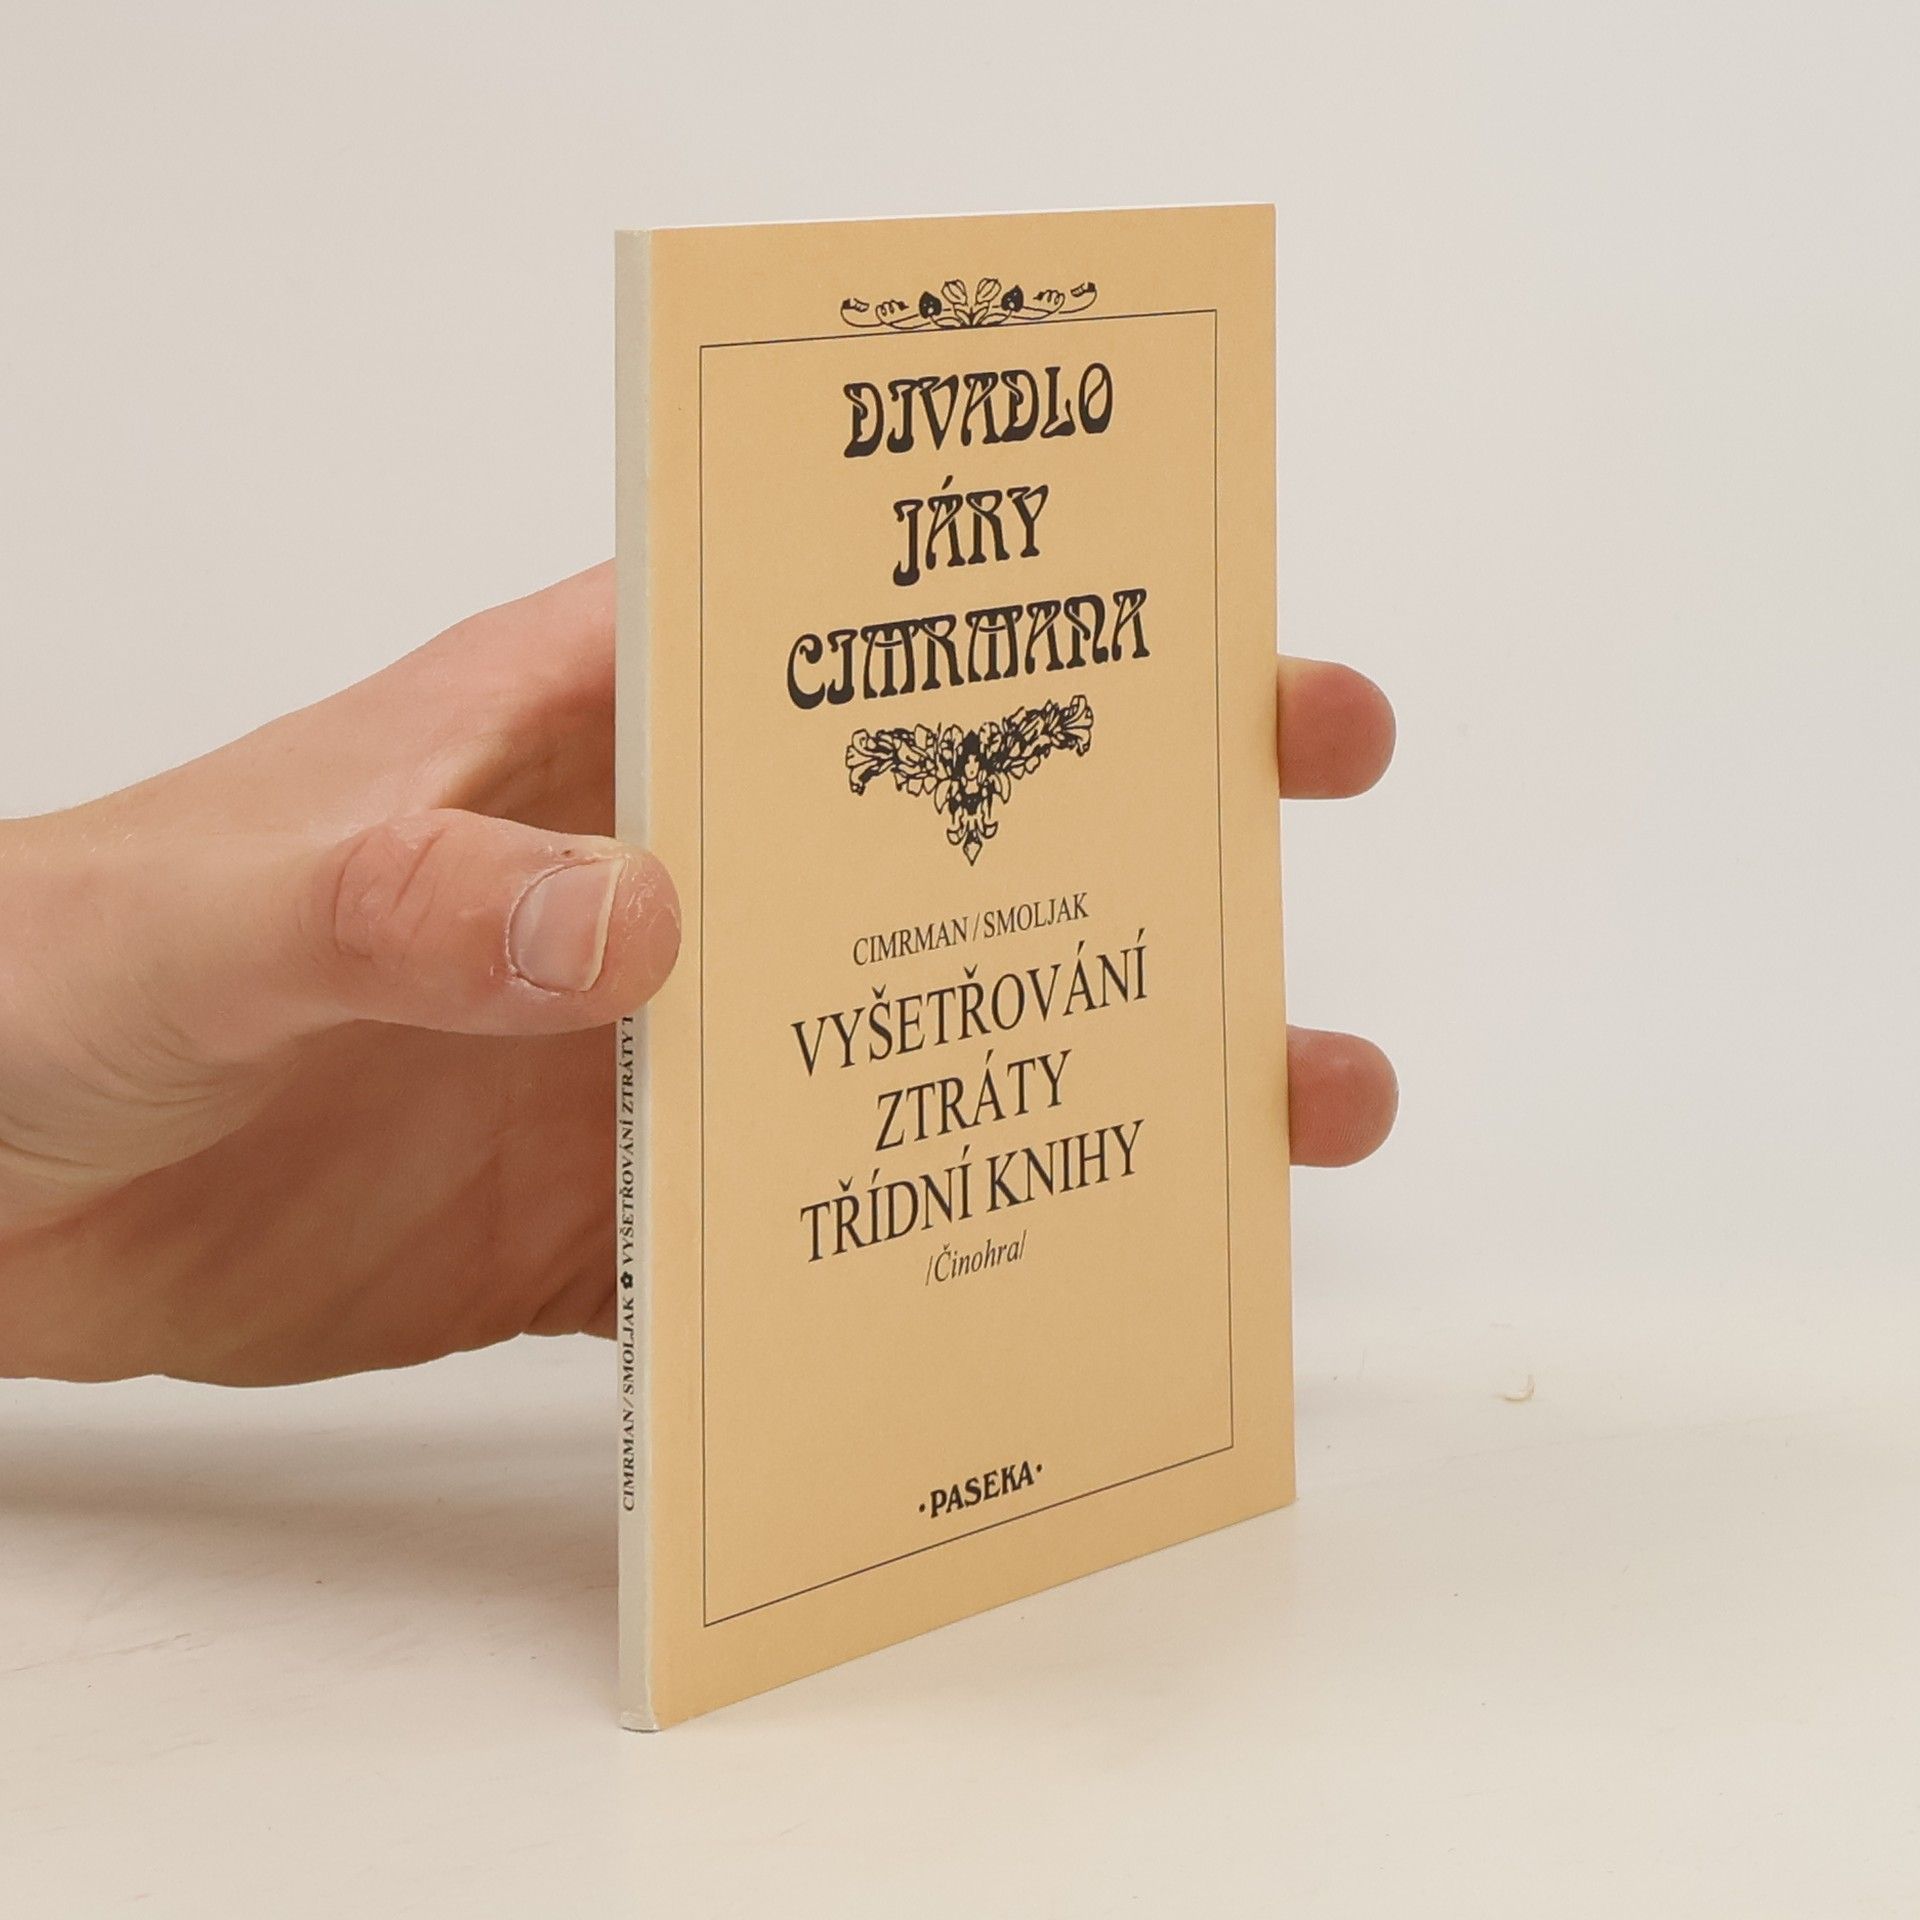 DIVADLO
JÁRY
CIMRMANA
CIMRMAN / SMOLJAK
VYŠETŘOVÁNÍ
ZTRÁTY
TŘÍDNÍ KNIHY
/Činohra/
·PASEKA·
CIMRMAN / SMOLJAK ✿ VYŠETŘOVÁNÍ ZTRÁTY T